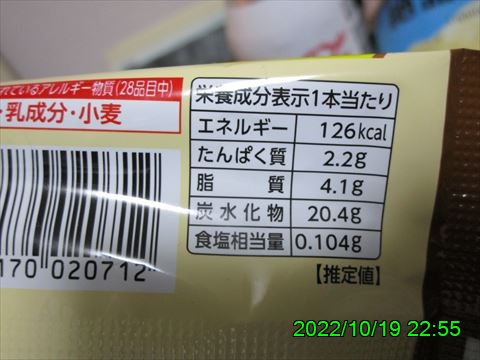 れているアレルギー物質(28品目中)
・乳成分・小麦
栄養成分表示1本当たり
エネルギー 126kcal
たんぱく質 2.2g
脂質 4.1g
炭水化物 20.4g
食塩相当量 0.104g
【推定値】
170 020712
2022/10/19 22:55